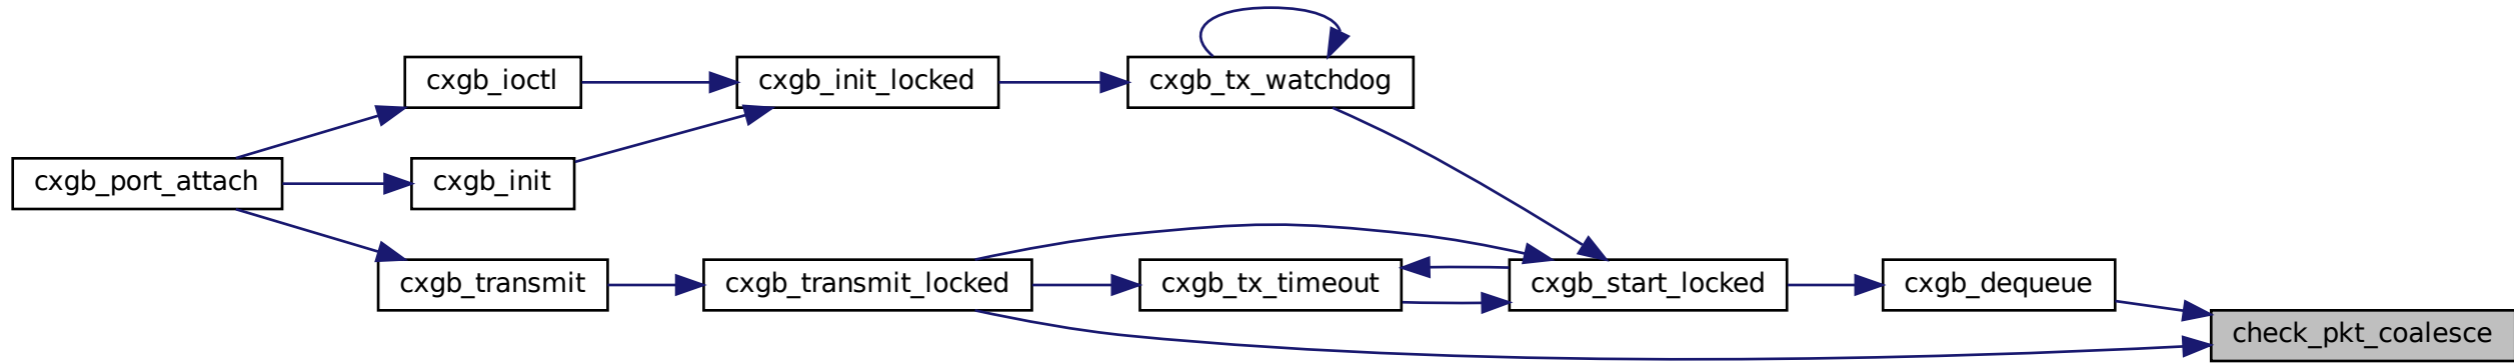 cxgb_ioctl
cxgb_init_locked
cxgb_tx_watchdog
cxgb_port_attach
cxgb_init
cxgb_transmit
cxgb_transmit_locked
cxgb_tx_timeout
cxgb_start_locked
cxgb_dequeue
check_pkt_coalesce